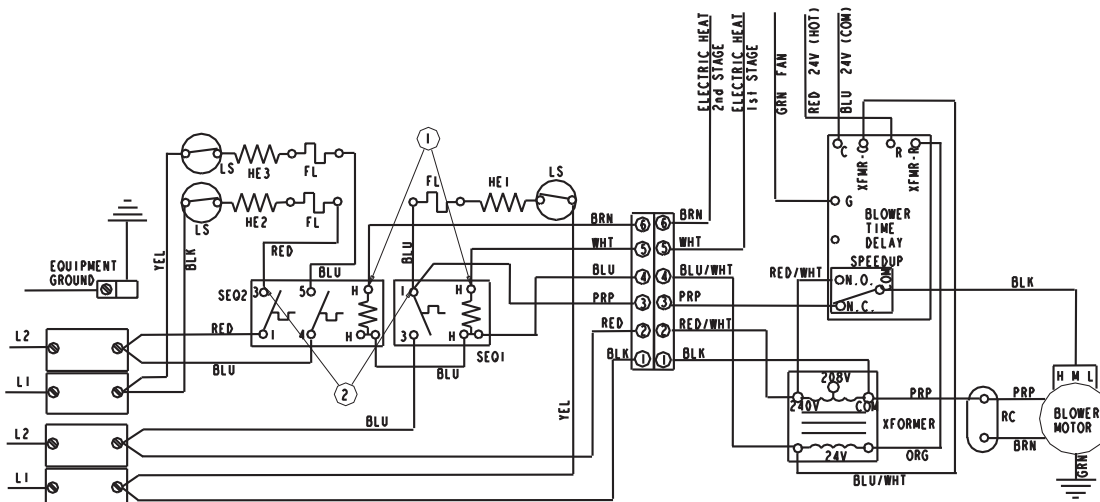 ELECTRIC HEAT
2nd STAGE
ELECTRIC HEAT
1st STAGE
GRN FAN
RED 24V (HOT)
BLU 24V (COM)
1
LS
HE3
FL
LS
HE2
FL
FL
HE1
LS
C
XFMR-C
R
XFMR-R
G
BLOWER
TIME
DELAY
SPEEDUP
COM
N.O.
N.C.
RED/WHT
BLK
YEL
BLK
RED
BLU
BLU
BRN
WHT
BLU
PRP
RED
BLK
6
5
4
3
2
1
6
5
4
3
2
1
BRN
WHT
BLU/WHT
PRP
RED/WHT
BLK
EQUIPMENT
GROUND
SEQ2
3
5
H
1
4
H
1
H
3
H
SEQ1
RED
BLU
BLU
2
L2
L1
L2
L1
BLU
YEL
208V
240V
COM
XFORMER
24V
PRP
ORG
BLU/WHT
RC
PRP
BRN
H M L
BLOWER
MOTOR
GRN